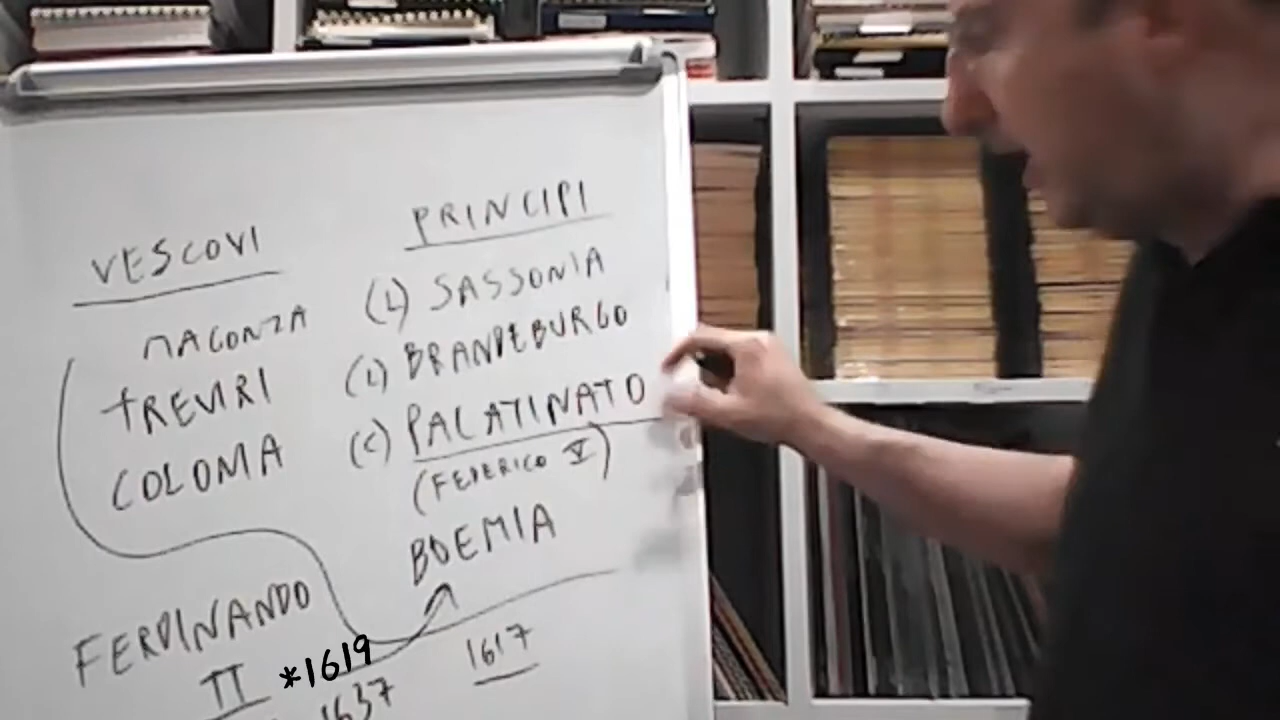 VESCOVI
MAGONZA
TREVIRI
COLONIA
PRINCIPI
(L) SASSONIA
(L) BRANDEBURGO
(C) PALATINATO
(FEDERICO V)
BOEMIA
FERDINANDO
II *1619
1637
1617